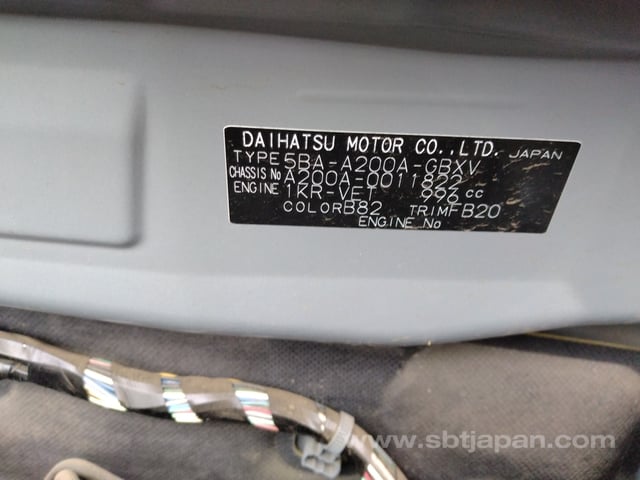 DAIHATSU MOTOR CO.,LTD. JAPAN
TYPE 5BA-A200A-GBXV
CHASSIS No A200A-0011822
ENGINE 1KR-VET 996 cc
COLOR B82 TRIM FB20
ENGINE No
www.sbtjapan.com